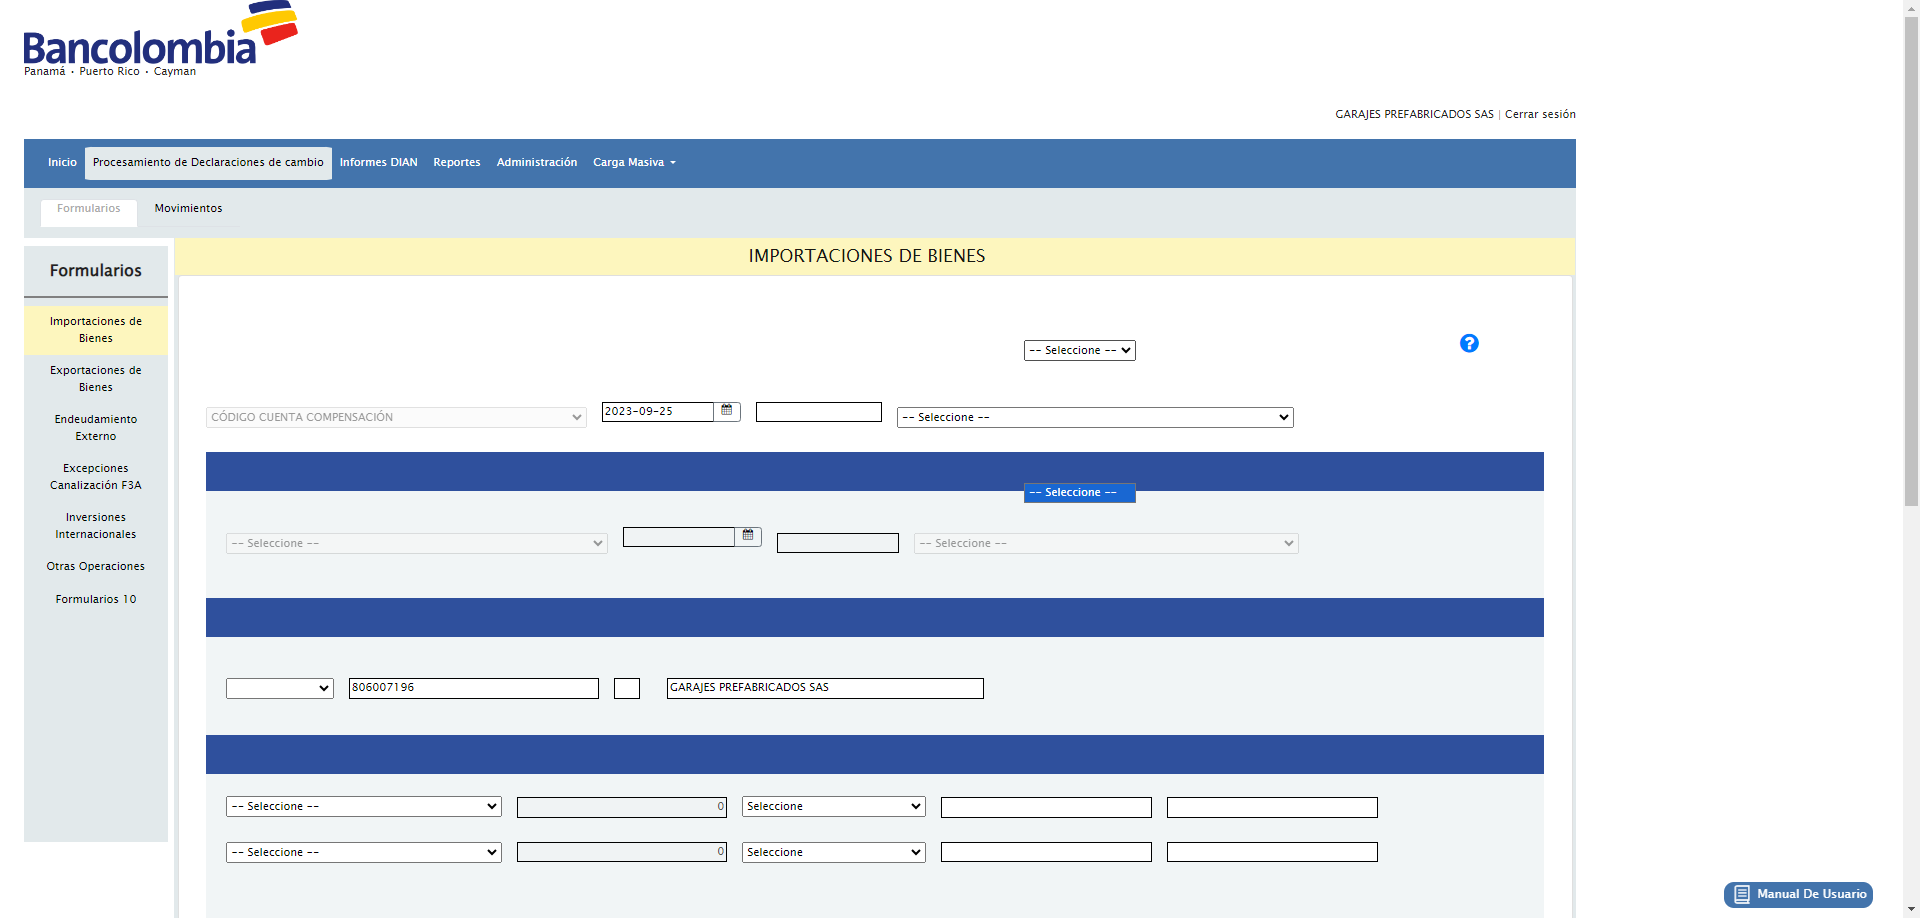 Bancolombia
Panamá · Puerto Rico · Cayman
GARAJES PREFABRICADOS SAS | Cerrar sesión
Inicio Procesamiento de Declaraciones de cambio Informes DIAN Reportes Administración Carga Masiva
Formularios Movimientos
IMPORTACIONES DE BIENES
Formularios
Importaciones de
Bienes
Exportaciones de
Bienes
Endeudamiento
Externo
Excepciones
Canalización F3A
Inversiones
Internacionales
Otras Operaciones
Formularios 10
-- Seleccione --
?
CÓDIGO CUENTA COMPENSACIÓN 2023-09-25 -- Seleccione --
-- Seleccione --
-- Seleccione -- -- Seleccione --
806007196 GARAJES PREFABRICADOS SAS
-- Seleccione -- 0 Seleccione
-- Seleccione -- 0 Seleccione
Manual De Usuario